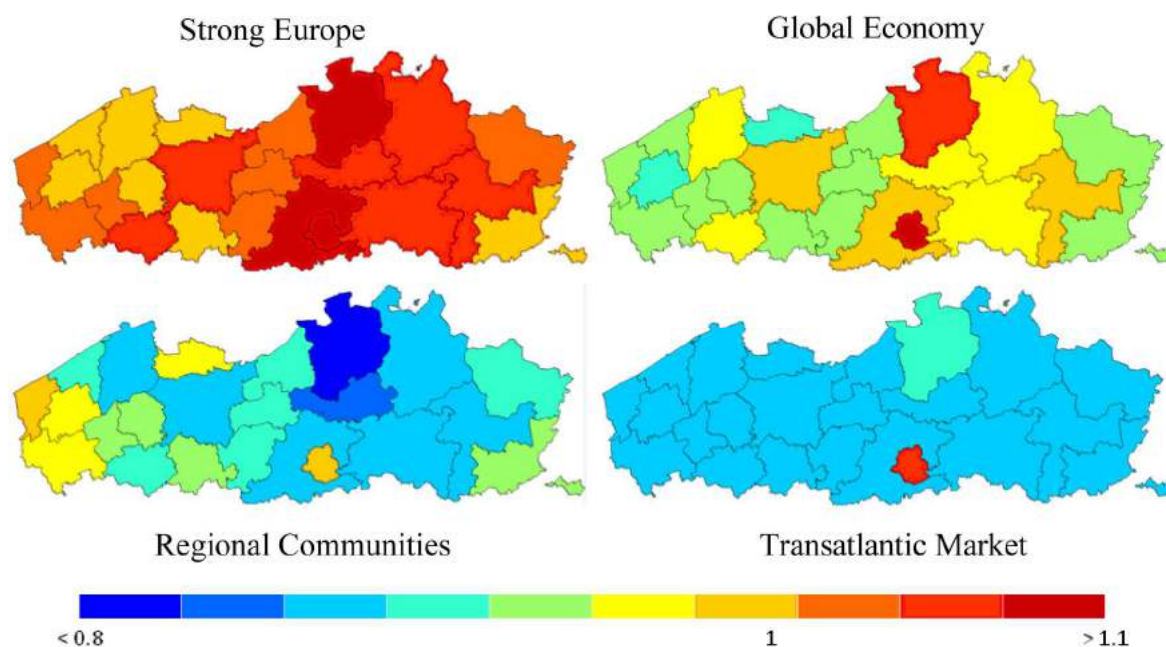 Strong Europe
Global Economy
Regional Communities
Transatlantic Market
< 0.8
1
> 1.1